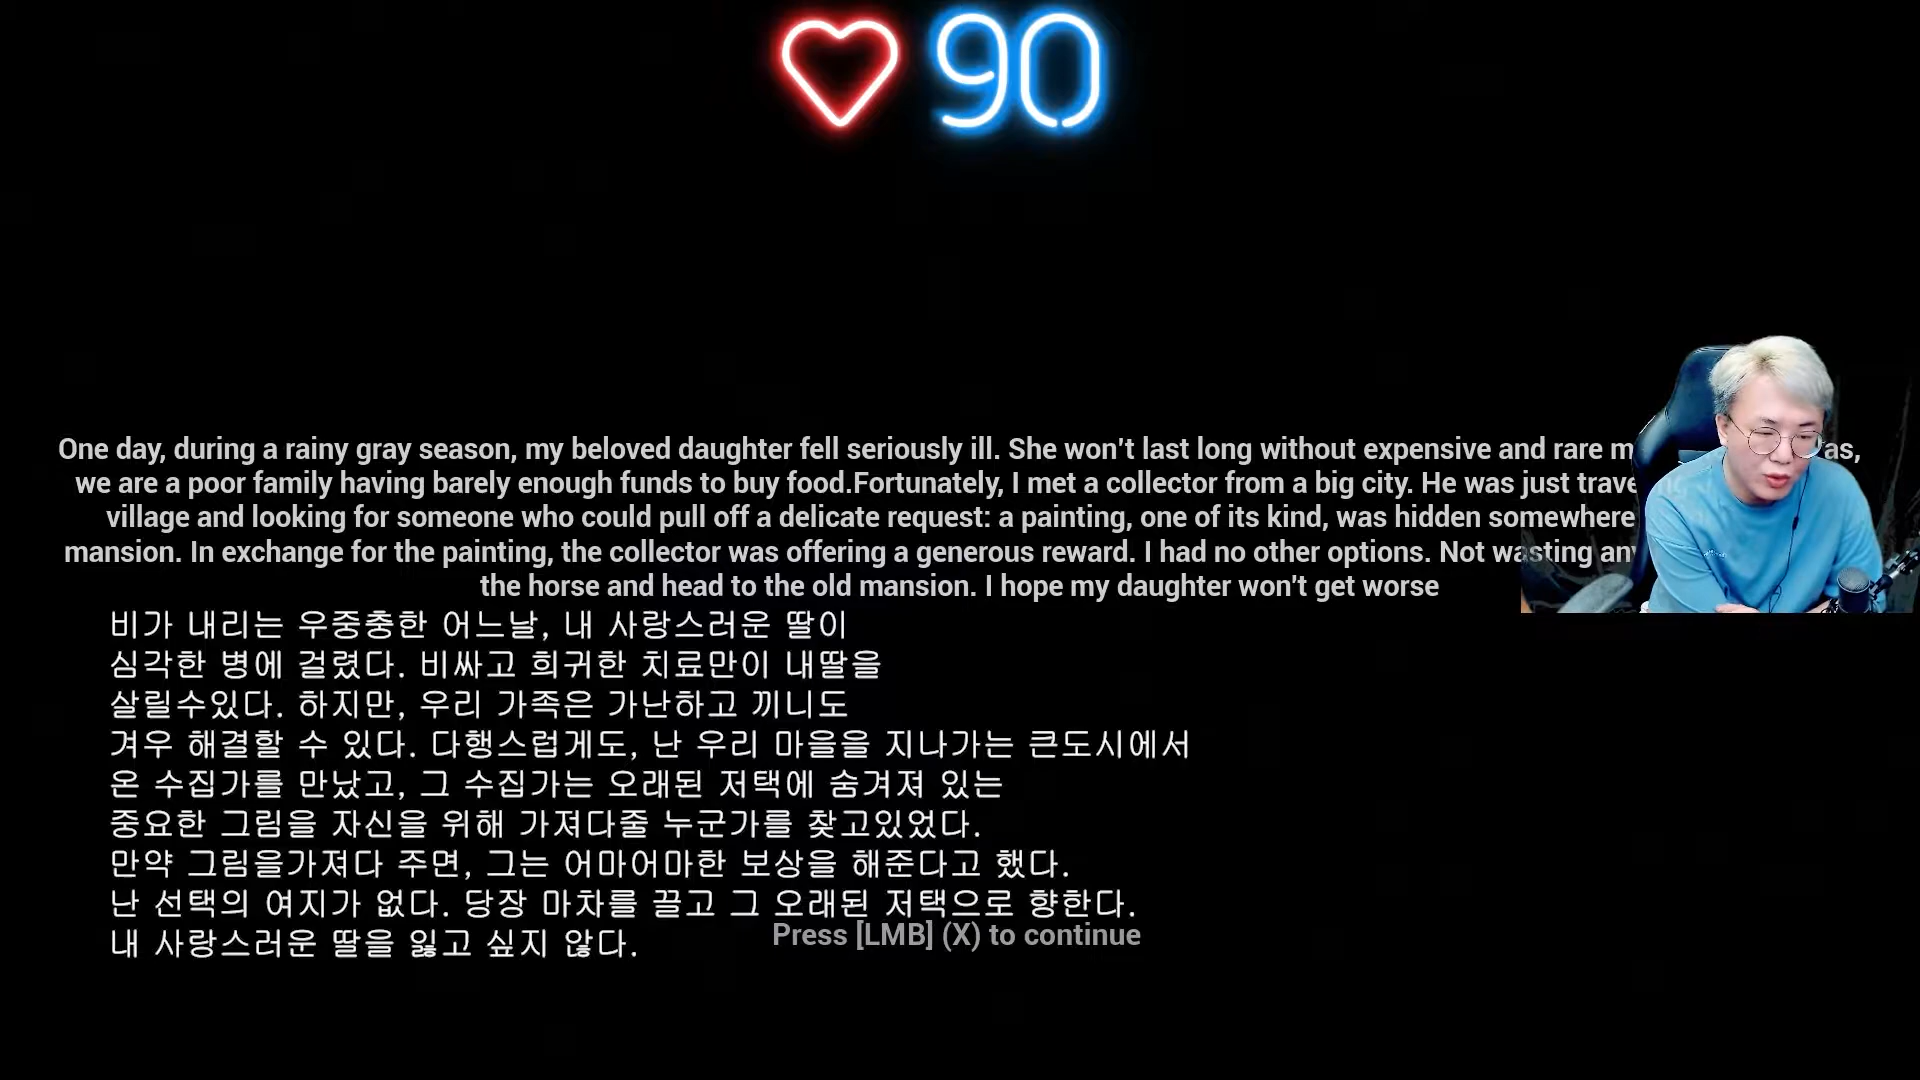 90
One day, during a rainy gray season, my beloved daughter fell seriously ill. She won't last long without expensive and rare
we are a poor family having barely enough funds to buy food.Fortunately, I met a collector from a big city. He was just
village and looking for someone who could pull off a delicate request: a painting, one of its kind, was hidden somewhere
mansion. In exchange for the painting, the collector was offering a generous reward. I had no other options. Not wasting
the horse and head to the old mansion. I hope my daughter won't get worse
비가 내리는 우중충한 어느날, 내 사랑스러운 딸이
심각한 병에 걸렸다. 비싸고 희귀한 치료만이 내딸을
살릴수있다. 하지만, 우리 가족은 가난하고 끼니도
겨우 해결할 수 있다. 다행스럽게도, 난 우리 마을을 지나가는 큰도시에서
온 수집가를 만났고, 그 수집가는 오래된 저택에 숨겨져 있는
중요한 그림을 자신을 위해 가져다줄 누군가를 찾고있었다.
만약 그림을가져다 주면, 그는 어마어마한 보상을 해준다고 했다.
난 선택의 여지가 없다. 당장 마차를 끌고 그 오래된 저택으로 향한다.
내 사랑스러운 딸을 잃고 싶지 않다.
Press [LMB] (X) to continue